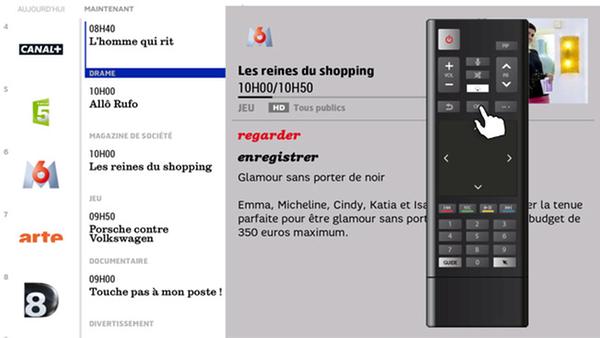 AUJOURD'HUI
MAINTENANT
4
CANAL+
08H40
L'homme qui rit
DRAME
5
5
10H00
Allô Rufo
MAGAZINE DE SOCIÉTÉ
6
M6
10H00
Les reines du shopping
JEU
7
arte
09H50
Porsche contre
Volkswagen
DOCUMENTAIRE
8
D8
09H00
Touche pas à mon poste !
DIVERTISSEMENT
M6
Les reines du shopping
10H00/10H50
JEU HD Tous publics
regarder
enregistrer
Glamour sans porter de noir
Emma, Micheline, Cindy, Katia et Isa er la tenue
parfaite pour être glamour sans port budget de
350 euros maximum.
P/P
+ +
VOL P
- -
OK
1 2 3
4 5 6
7 8 9
GUIDE 0